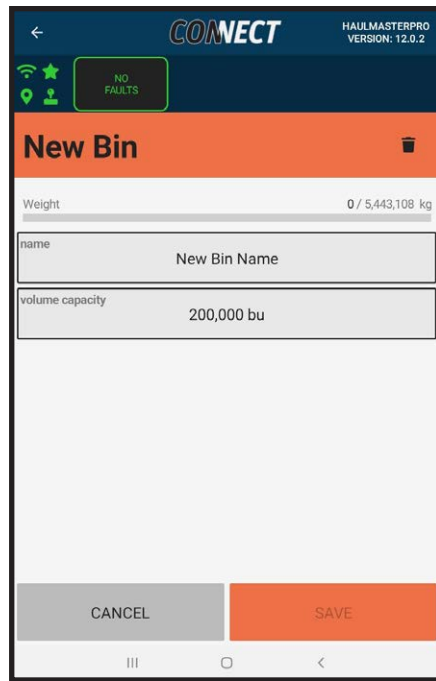 CONNECT
HAULMASTERPRO
VERSION: 12.0.2
NO
FAULTS
New Bin
Weight
0 / 5,443,108 kg
name
New Bin Name
volume capacity
200,000 bu
CANCEL
SAVE